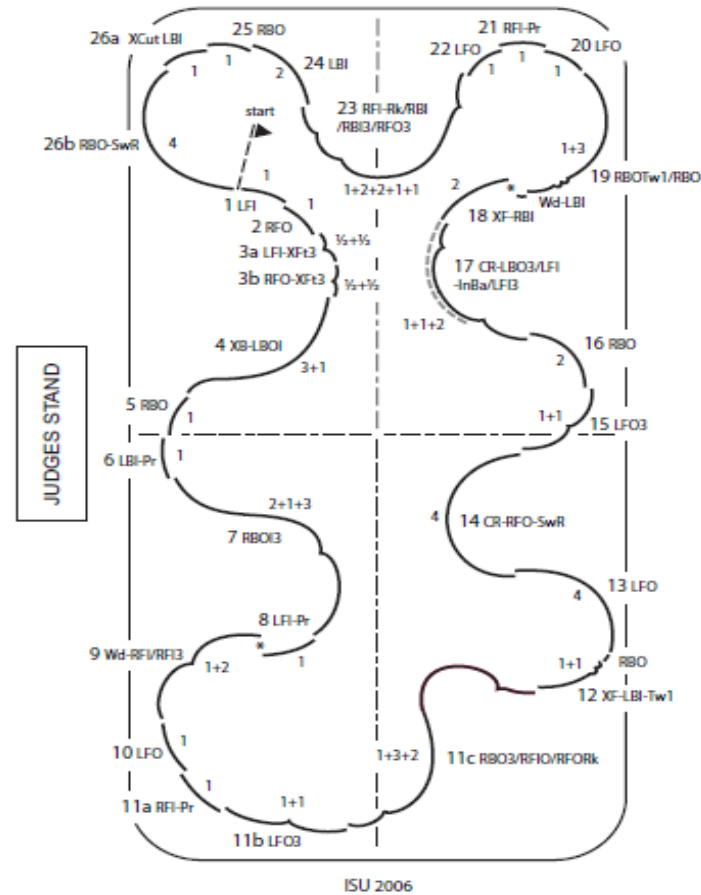 26a XCut LBI
25 RBO
21 RFI-Pr
1
1
2
24 LBI
22 LFO
1
1
1
20 LFO
start
23 RFI-Rk/RBI
/RBI3/RFO3
26b RBO-SwR
4
1
1+2+2+1+1
1+3
19 RBOTw1/RBO
*
Wd-LBI
2
18 XF-RBI
1 LFI
1
2 RFO
3a LFI-XFt3
½+½
3b RFO-XFt3
½+½
17 CR-LBO3/LFI
-InBa/LFI3
1+1+2
4 XB-LBOI
3+1
16 RBO
2
JUDGES STAND
5 RBO
1
1+1
15 LFO3
6 LBI-Pr
1
2+1+3
7 RBOI3
4
14 CR-RFO-SwR
8 LFI-Pr
*
1
9 Wd-RFI/RFI3
1+2
13 LFO
4
RBO
1+1
12 XF-LBI-Tw1
10 LFO
1
11a RFI-Pr
1
1+1
11b LFO3
1+3+2
11c RBO3/RFIO/RFORk
ISU 2006